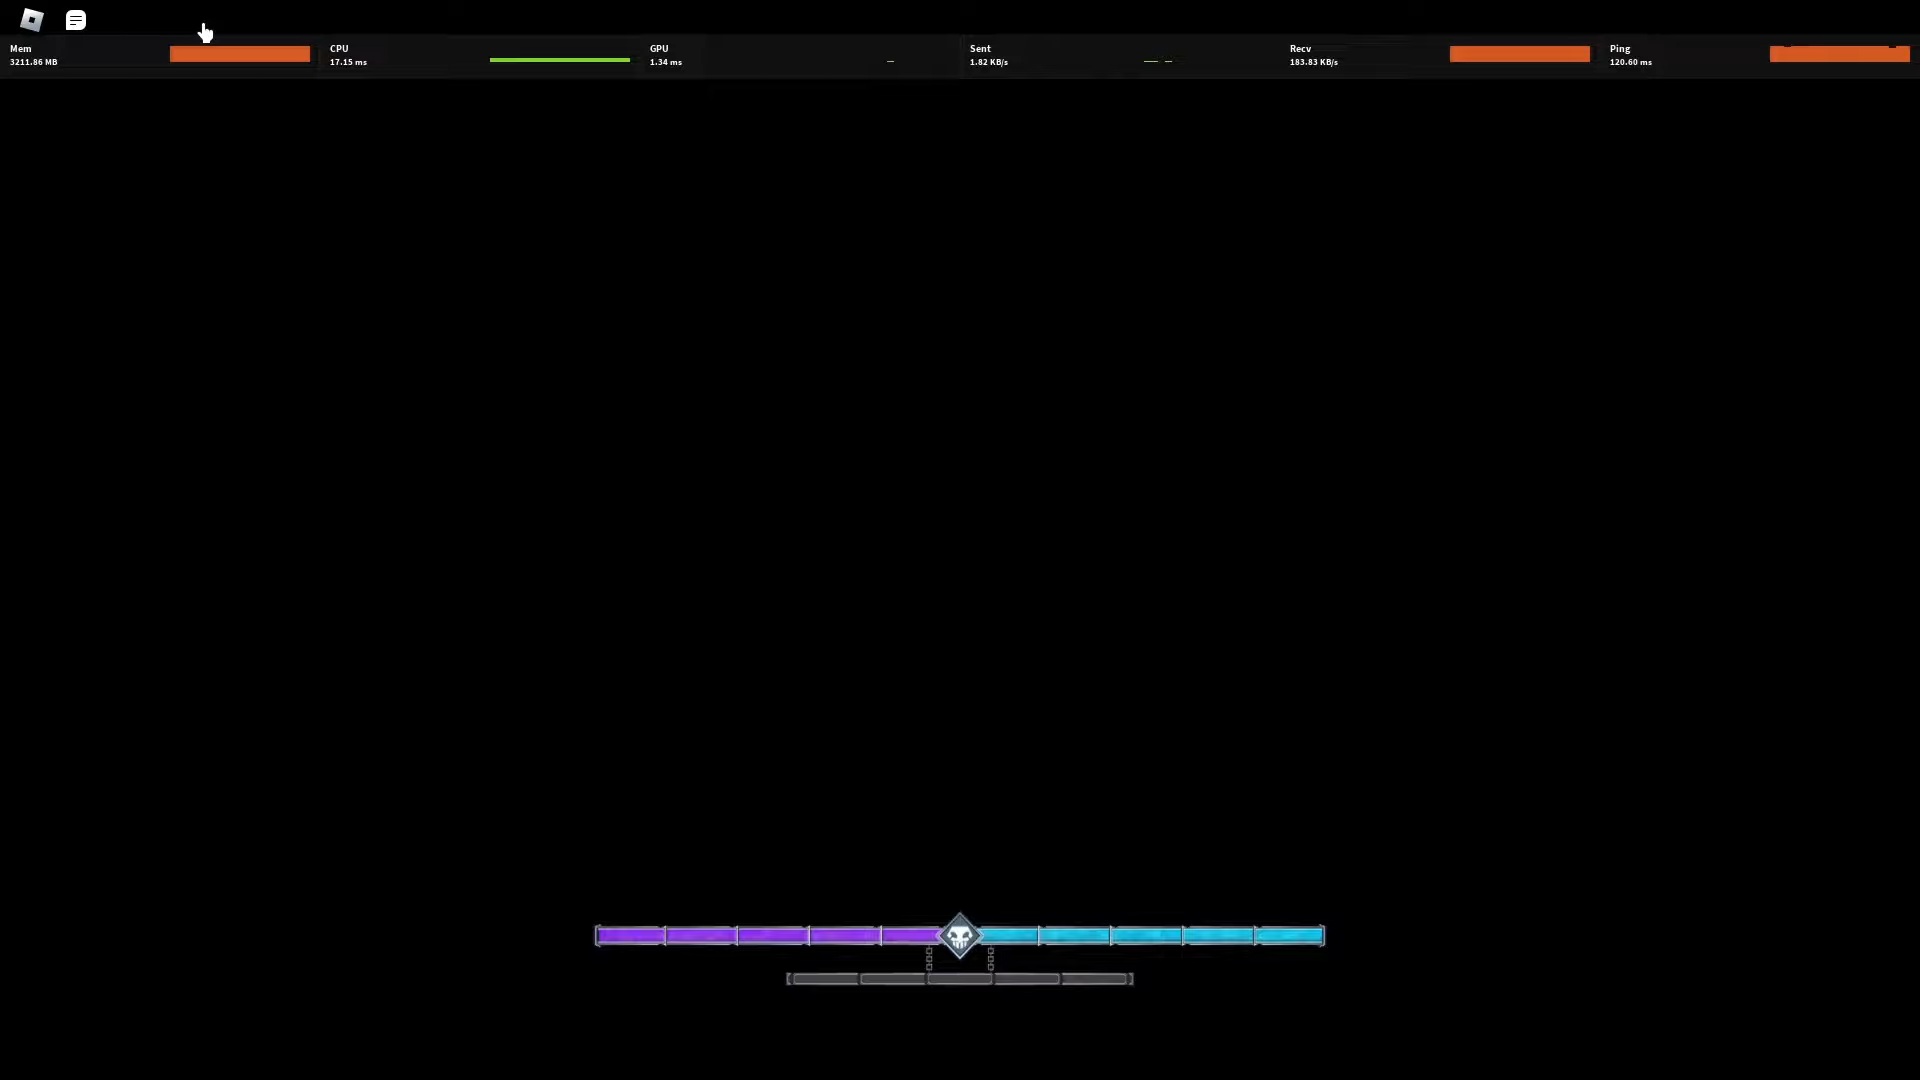 Mem
3211.86 MB
CPU
17.15 ms
GPU
1.34 ms
Sent
1.82 KB/s
Recv
183.83 KB/s
Ping
120.60 ms